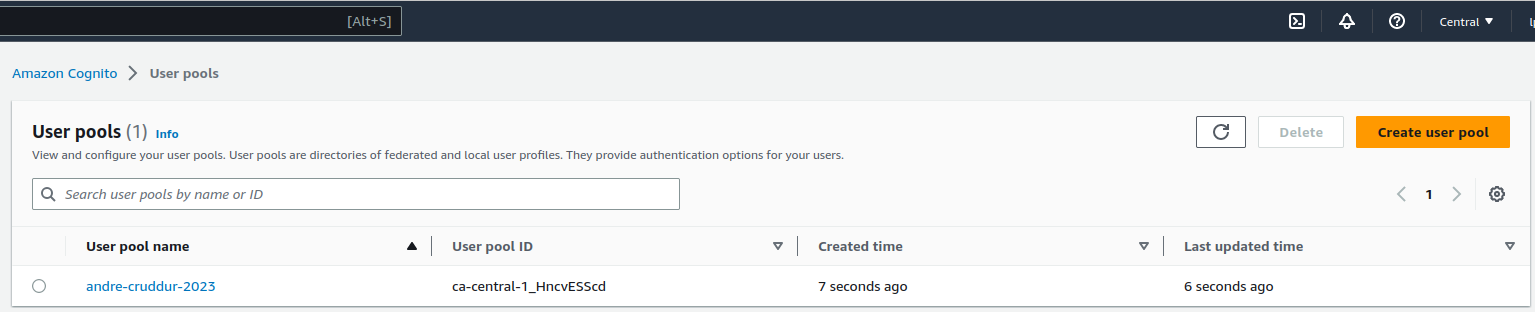 [Alt+S] Central
Amazon Cognito User pools
User pools (1) Info
Delete Create user pool
View and configure your user pools. User pools are directories of federated and local user profiles. They provide authentication options for your users.
Search user pools by name or ID
1
User pool name User pool ID Created time Last updated time
andre-cruddur-2023 ca-central-1_HncvESScd 7 seconds ago 6 seconds ago